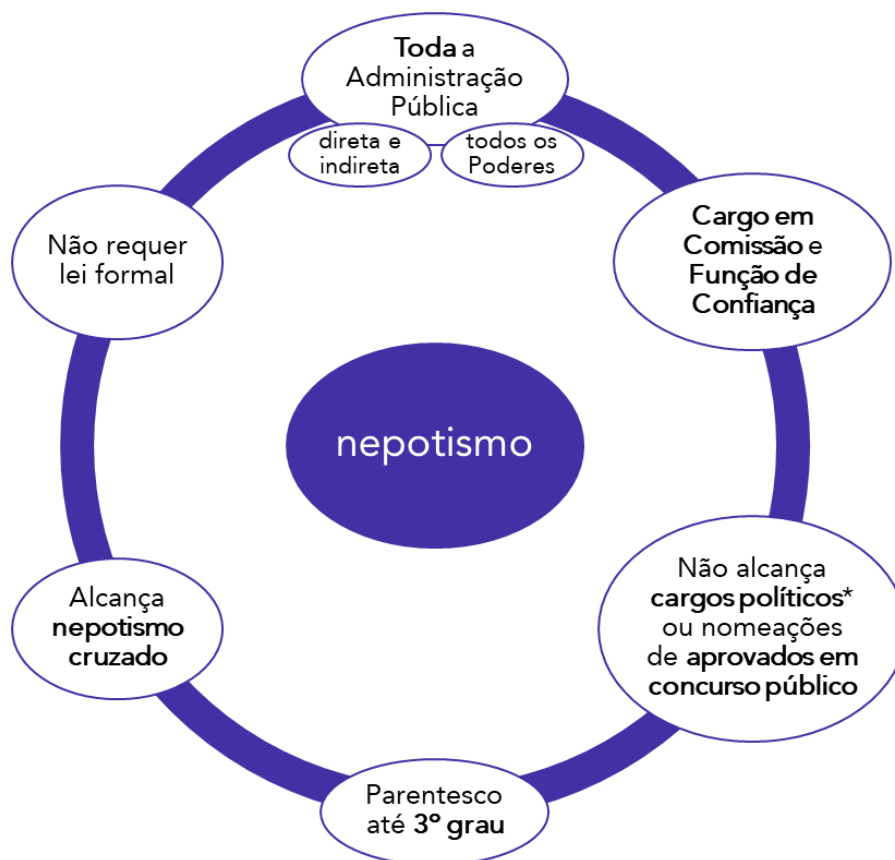 Toda a
Administração
Pública
direta e
indireta
todos os
Poderes
Cargo em
Comissão e
Função de
Confiança
Não alcança
cargos políticos*
ou nomeações
de aprovados em
concurso público
Parentesco
até 3º grau
Alcança
nepotismo
cruzado
Não requer
lei formal
nepotismo